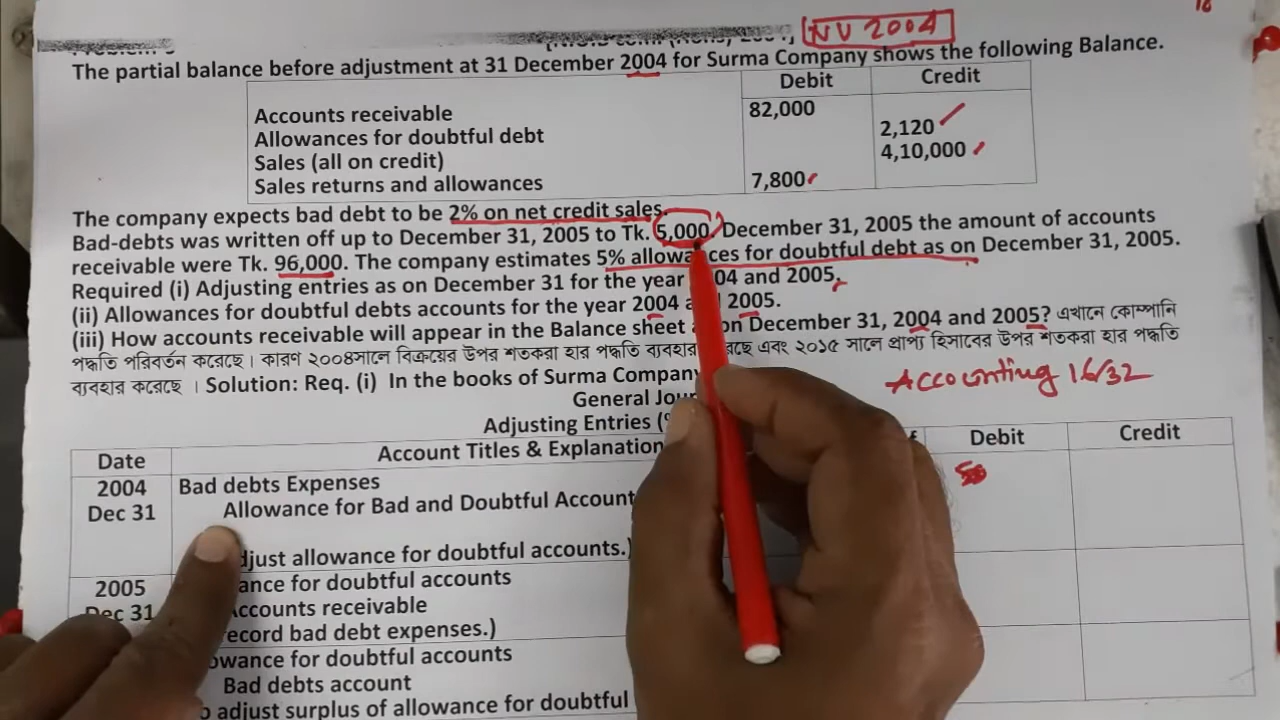 NU 2004
The partial balance before adjustment at 31 December 2004 for Surma Company shows the following Balance.
Debit Credit
Accounts receivable 82,000
Allowances for doubtful debt 2,120
Sales (all on credit) 4,10,000
Sales returns and allowances 7,800
The company expects bad debt to be 2% on net credit sales.
Bad-debts was written off up to December 31, 2005 to Tk. 5,000. December 31, 2005 the amount of accounts
receivable were Tk. 96,000. The company estimates 5% allowances for doubtful debt as on December 31, 2005.
Required (i) Adjusting entries as on December 31 for the year 04 and 2005.
(ii) Allowances for doubtful debts accounts for the year 2004 2005.
(iii) How accounts receivable will appear in the Balance sheet on December 31, 2004 and 2005? এখানে কোম্পানি
পদ্ধতি পরিবর্তন করেছে। কারণ ২০০৪সালে বিক্রয়ের উপর শতকরা হার পদ্ধতি ব্যবহার রেছে এবং ২০১৫ সালে প্রাপ্য হিসাবের উপর শতকরা হার পদ্ধতি
ব্যবহার করেছে । Solution: Req. (i) In the books of Surma Company
Accounting 16/32
General Jour
Adjusting Entries
Date Account Titles & Explanation Debit Credit
2004 Bad debts Expenses
Dec 31 Allowance for Bad and Doubtful Account
djust allowance for doubtful accounts.)
2005 ance for doubtful accounts
Dec 31 Accounts receivable
record bad debt expenses.)
owance for doubtful accounts
Bad debts account
o adjust surplus of allowance for doubtful